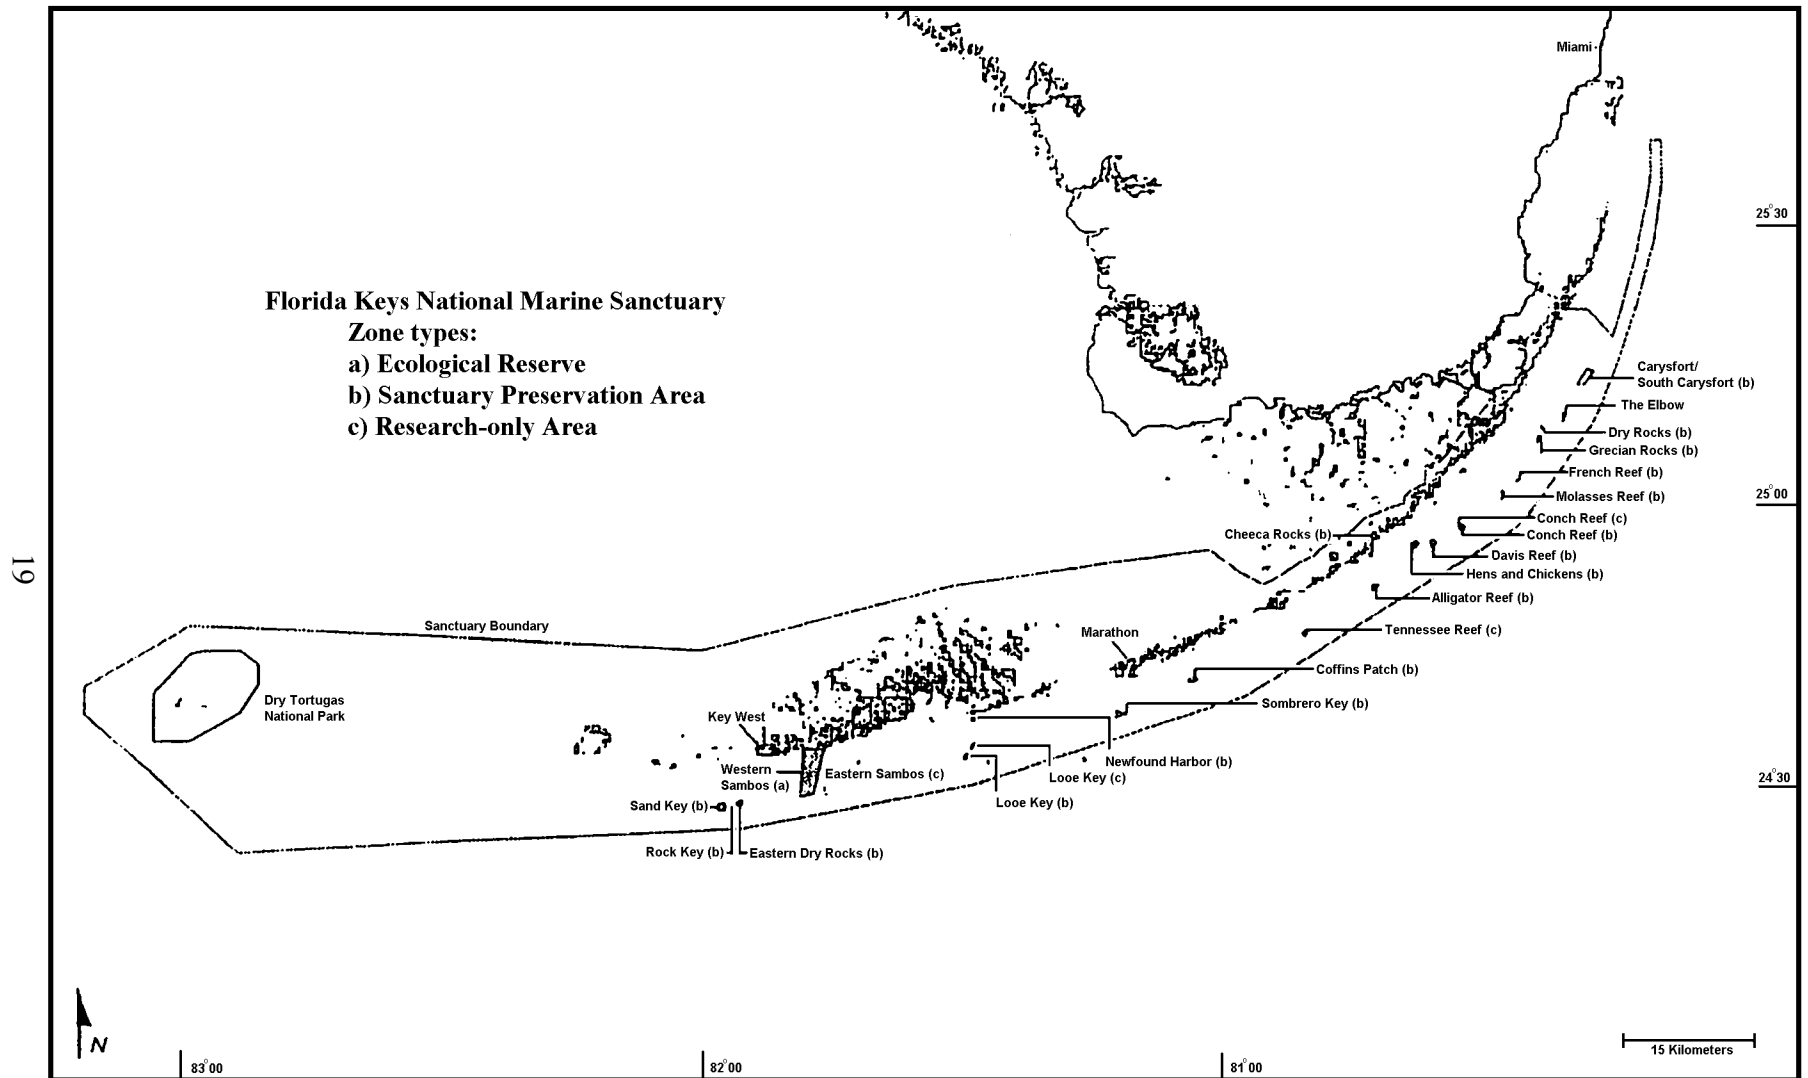 Miami
25°30
Florida Keys National Marine Sanctuary
Zone types:
a) Ecological Reserve
b) Sanctuary Preservation Area
c) Research-only Area
Carysfort/
South Carysfort (b)
The Elbow
Dry Rocks (b)
Grecian Rocks (b)
French Reef (b)
Molasses Reef (b)
25°00
Conch Reef (c)
Cheeca Rocks (b)
Conch Reef (b)
Davis Reef (b)
Hens and Chickens (b)
Alligator Reef (b)
19
Sanctuary Boundary
Marathon
Tennessee Reef (c)
Coffins Patch (b)
Dry Tortugas
National Park
Sombrero Key (b)
Key West
Newfound Harbor (b)
Western
Sambos (a)
Eastern Sambos (c)
Looe Key (c)
24°30
Looe Key (b)
Sand Key (b)
Rock Key (b)
Eastern Dry Rocks (b)
N
15 Kilometers
83°00
82°00
81°00